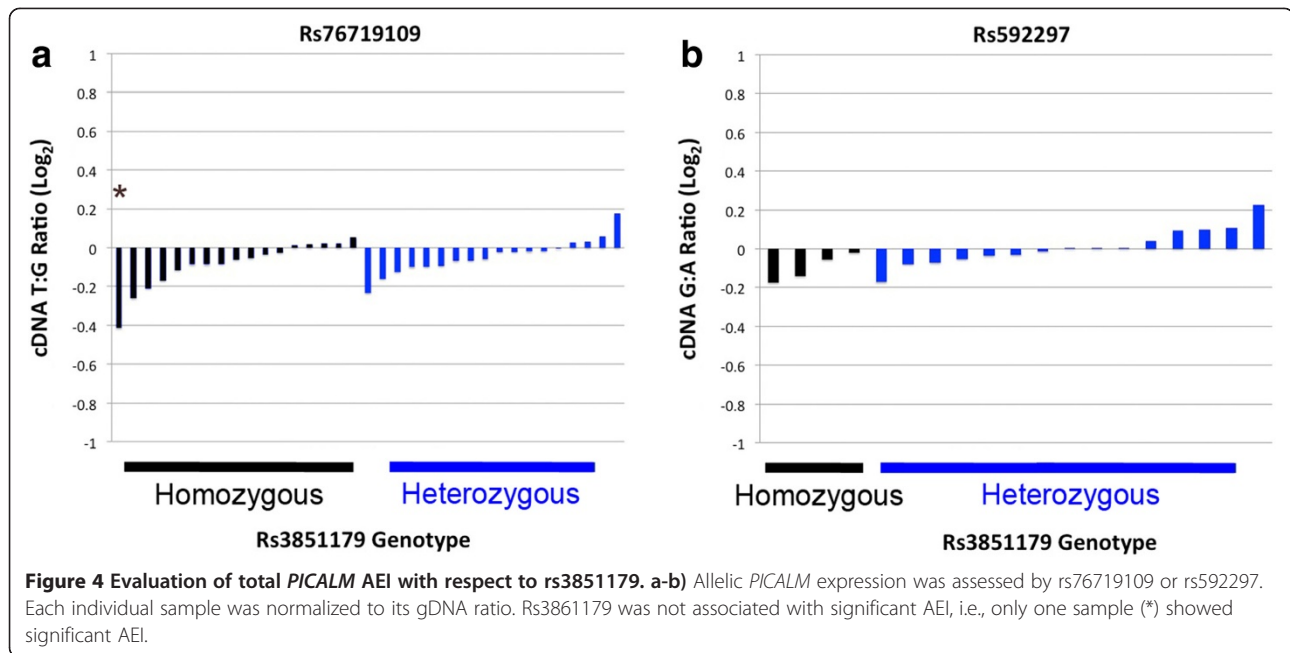 Rs76719109
a
1
0.8
0.6
0.4
0.2
0
-0.2
-0.4
-0.6
-0.8
-1
cDNA T:G Ratio (Log2)
*
Homozygous Heterozygous
Rs3851179 Genotype
Rs592297
b
1
0.8
0.6
0.4
0.2
0
-0.2
-0.4
-0.6
-0.8
-1
cDNA G:A Ratio (Log2)
Homozygous Heterozygous
Rs3851179 Genotype
Figure 4 Evaluation of total PICALM AEI with respect to rs3851179. a-b) Allelic PICALM expression was assessed by rs76719109 or rs592297.
Each individual sample was normalized to its gDNA ratio. Rs3861179 was not associated with significant AEI, i.e., only one sample (*) showed
significant AEI.